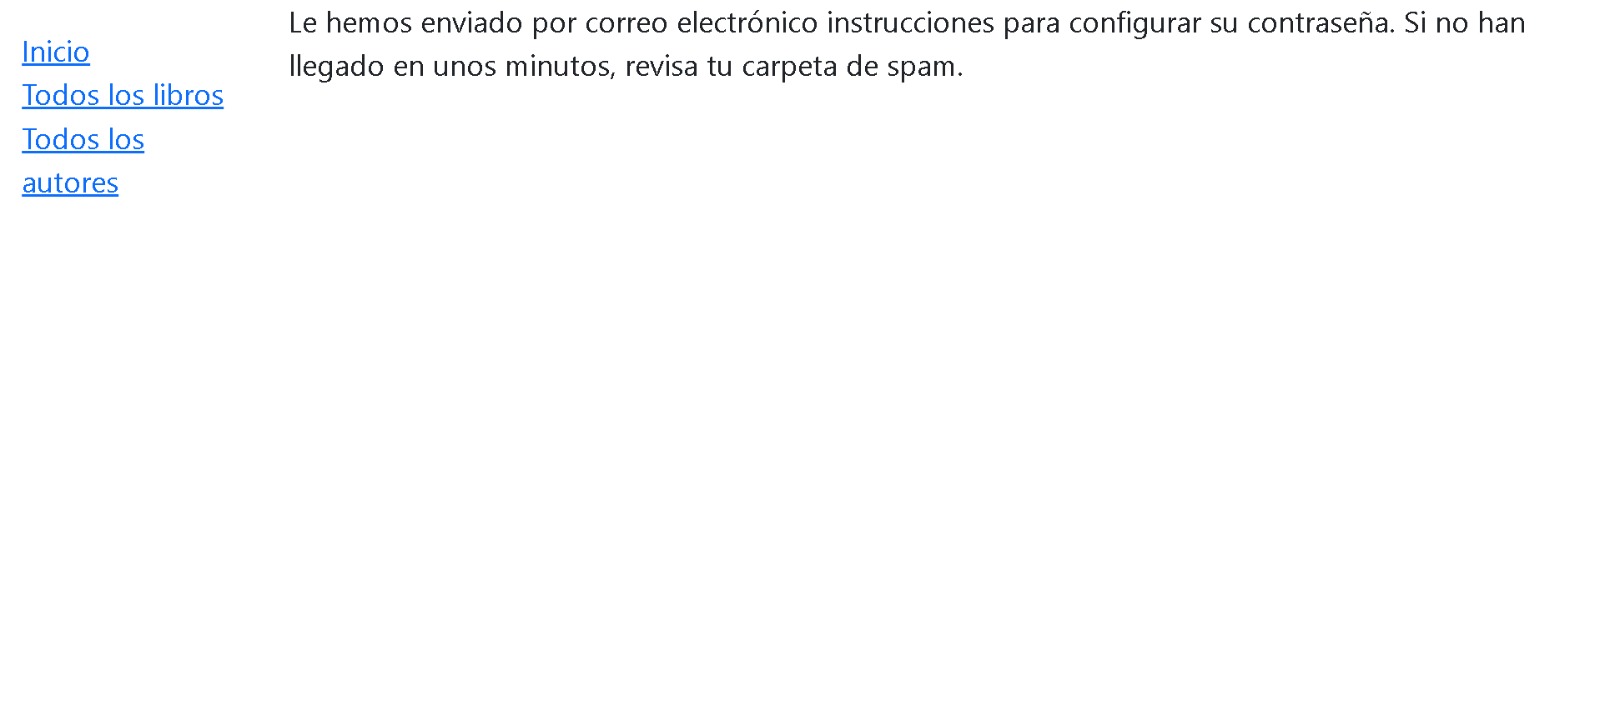 Inicio
Todos los libros
Todos los
autores
Le hemos enviado por correo electrónico instrucciones para configurar su contraseña. Si no han
llegado en unos minutos, revisa tu carpeta de spam.